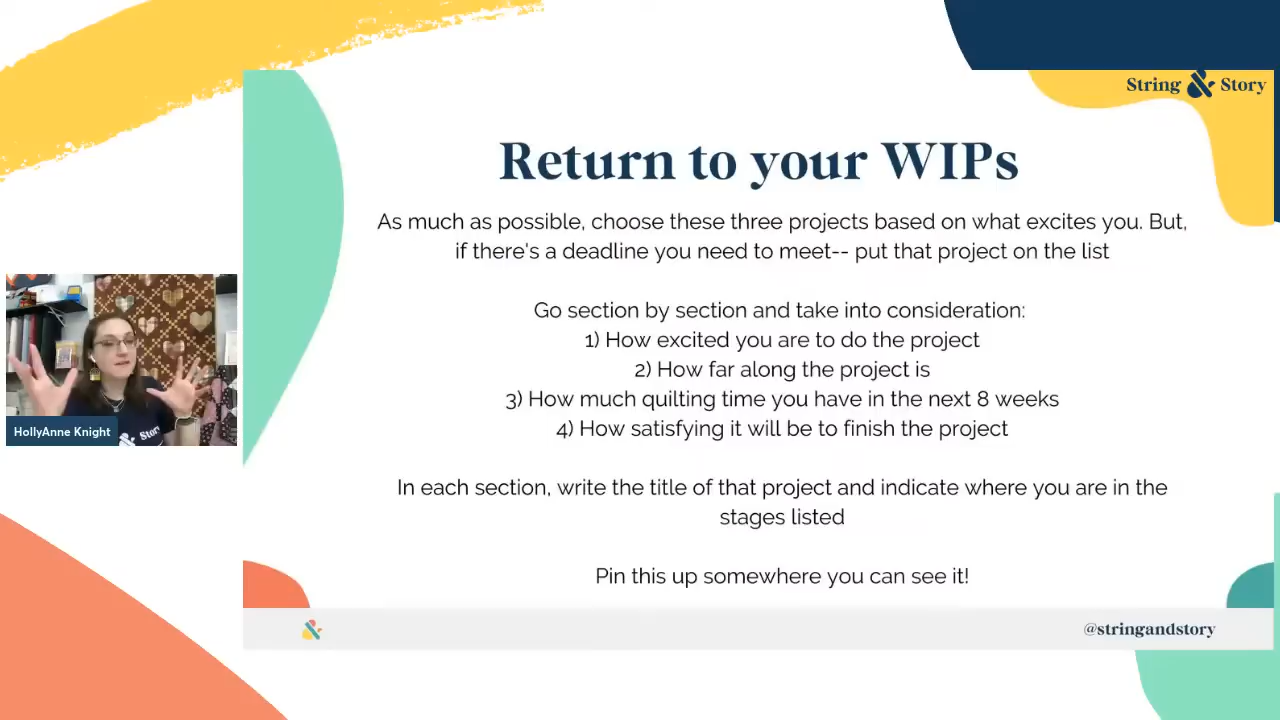 String & Story
Return to your WIPs
As much as possible, choose these three projects based on what excites you. But,
if there's a deadline you need to meet-- put that project on the list
Go section by section and take into consideration:
1) How excited you are to do the project
2) How far along the project is
3) How much quilting time you have in the next 8 weeks
4) How satisfying it will be to finish the project
In each section, write the title of that project and indicate where you are in the
stages listed
Pin this up somewhere you can see it!
HollyAnne Knight
& Story
&
@stringandstory